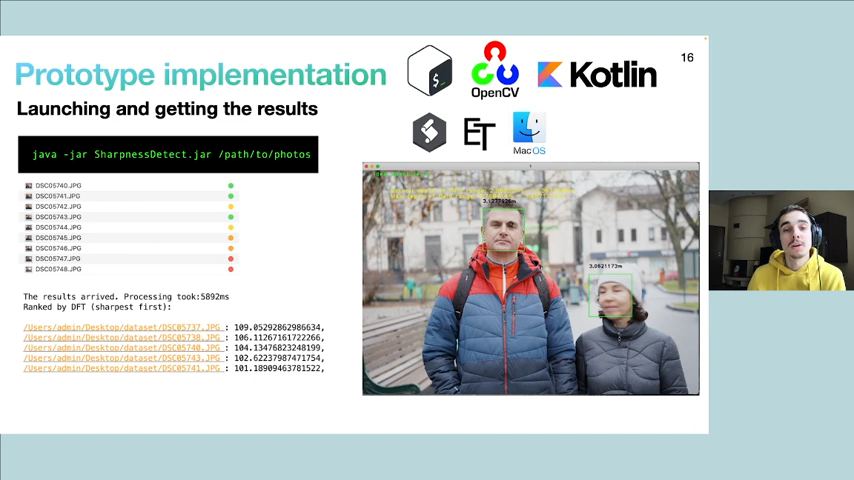 Prototype implementation
16
Launching and getting the results
OpenCV
Kotlin
ET
MacOS
java -jar SharpnessDetect.jar /path/to/photos
DSC05740.JPG
DSC05741.JPG
DSC05742.JPG
DSC05743.JPG
DSC05744.JPG
DSC05745.JPG
DSC05746.JPG
DSC05747.JPG
DSC05748.JPG
The results arrived. Processing took:5892ms
Ranked by DFT (sharpest first):
/Users/admin/Desktop/dataset/DSC05737.JPG : 109.05292862986634,
/Users/admin/Desktop/dataset/DSC05738.JPG : 106.11267161722266,
/Users/admin/Desktop/dataset/DSC05740.JPG : 104.13476823248199,
/Users/admin/Desktop/dataset/DSC05743.JPG : 102.62237987471754,
/Users/admin/Desktop/dataset/DSC05741.JPG : 101.18909463781522,